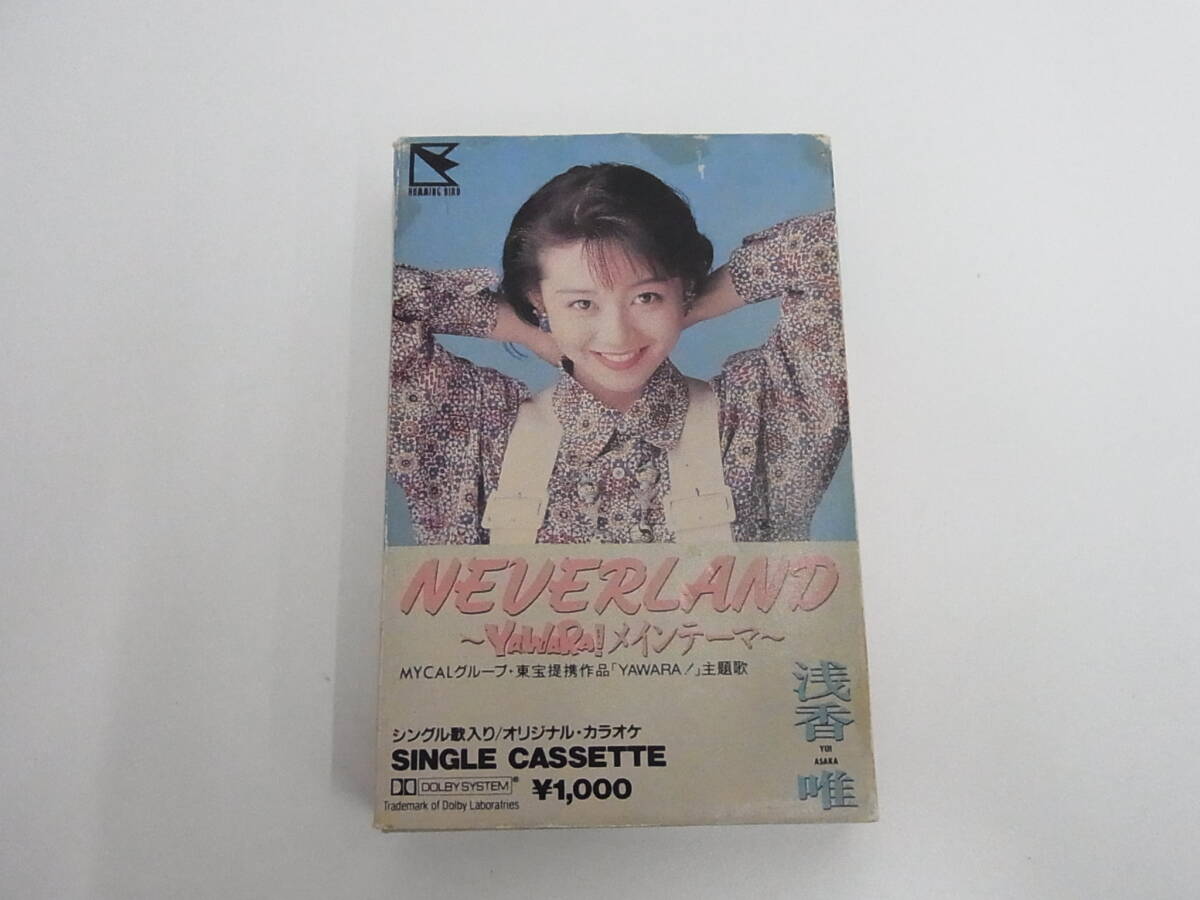 HUMMING BIRD
NEVERLAND
～YAWARA!メインテーマ～
MYCALグループ・東宝提携作品「YAWARA!」主題歌
浅香唯
YUI
ASAKA
シングル歌入り/オリジナル・カラオケ
SINGLE CASSETTE
DOLBY SYSTEM®
¥1,000
Trademark of Dolby Laboratries